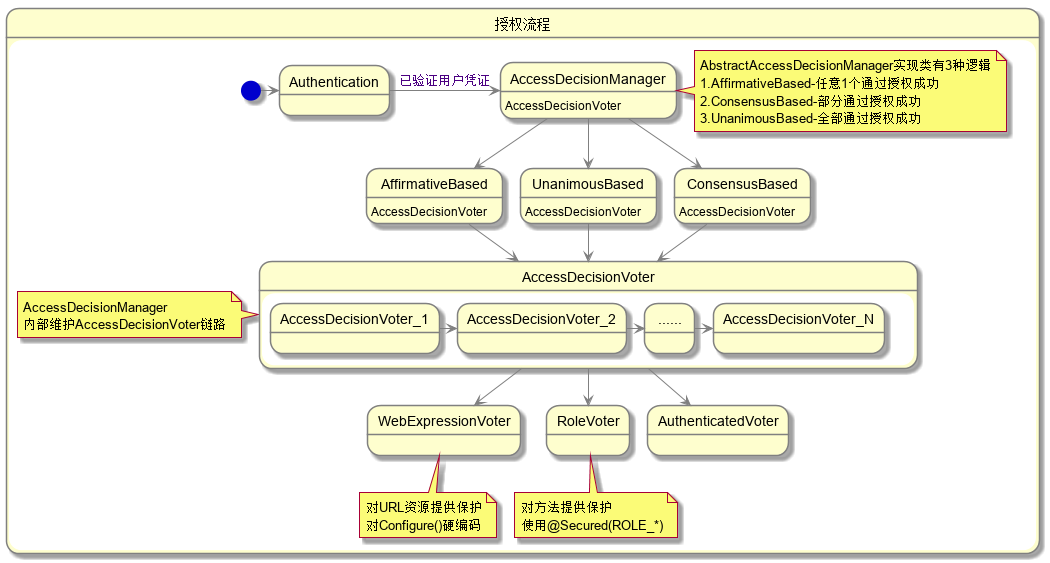 授权流程
Authentication
已验证用户凭证
AccessDecisionManager
AccessDecisionVoter
AbstractAccessDecisionManager实现类有3种逻辑
1.AffirmativeBased-任意1个通过授权成功
2.ConsensusBased-部分通过授权成功
3.UnanimousBased-全部通过授权成功
AffirmativeBased
AccessDecisionVoter
UnanimousBased
AccessDecisionVoter
ConsensusBased
AccessDecisionVoter
AccessDecisionVoter
AccessDecisionManager
内部维护AccessDecisionVoter链路
AccessDecisionVoter_1
AccessDecisionVoter_2
......
AccessDecisionVoter_N
WebExpressionVoter
RoleVoter
AuthenticatedVoter
对URL资源提供保护
对Configure()硬编码
对方法提供保护
使用@Secured(ROLE_*)